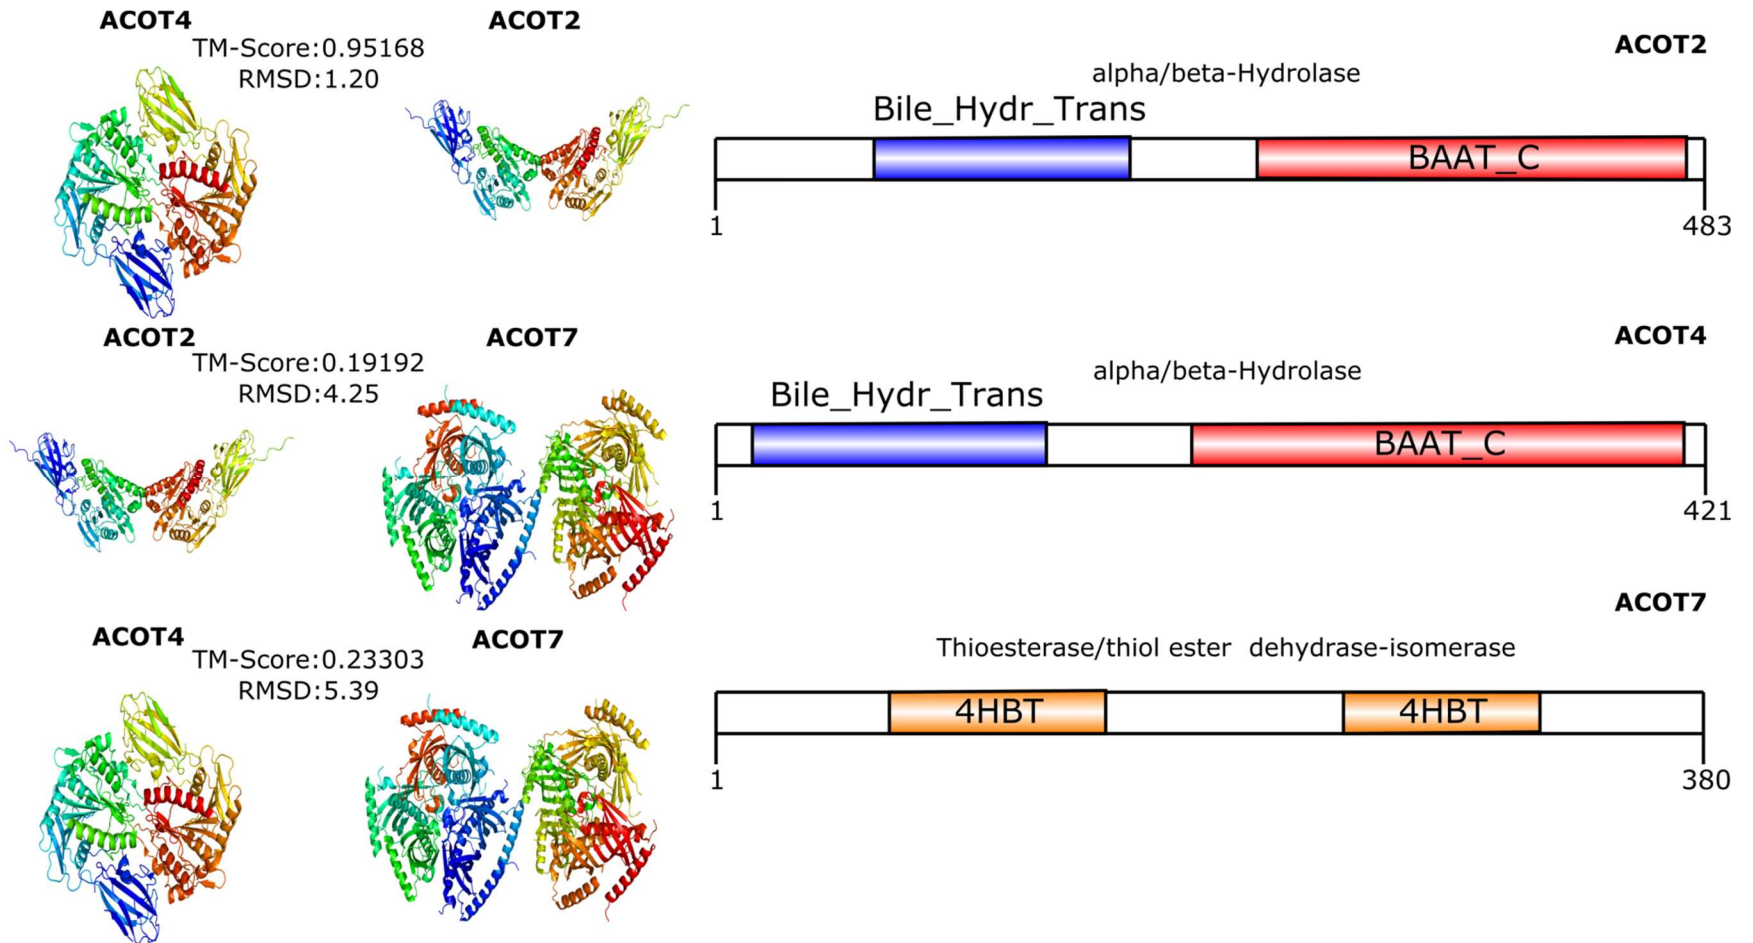 ACOT4
ACOT2
TM-Score:0.95168
RMSD:1.20
ACOT2
alpha/beta-Hydrolase
Bile_Hydr_Trans
BAAT_C
1
483
ACOT2
ACOT7
TM-Score:0.19192
RMSD:4.25
ACOT4
alpha/beta-Hydrolase
Bile_Hydr_Trans
BAAT_C
1
421
ACOT4
ACOT7
TM-Score:0.23303
RMSD:5.39
ACOT7
Thioesterase/thiol ester dehydrase-isomerase
4HBT
4HBT
1
380